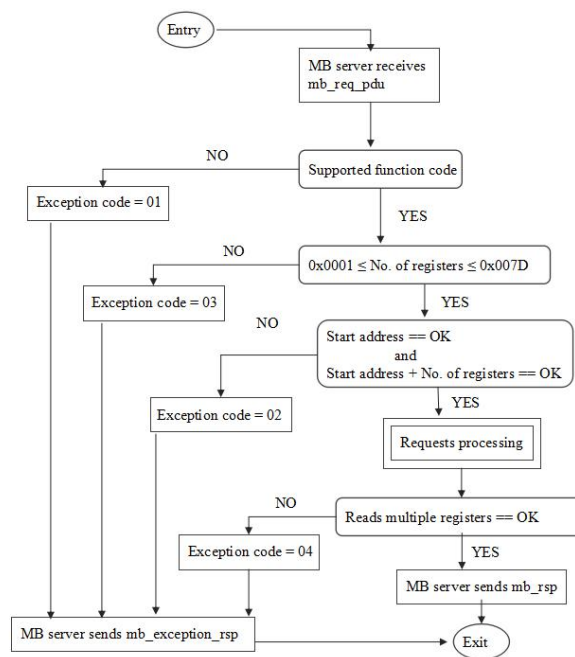 Entry
MB server receives
mb_req_pdu
NO
Supported function code
Exception code = 01
YES
NO
0x0001 ≤ No. of registers ≤ 0x007D
Exception code = 03
YES
NO
Start address == OK
and
Start address + No. of registers == OK
Exception code = 02
YES
Requests processing
NO
Reads multiple registers == OK
Exception code = 04
YES
MB server sends mb_rsp
MB server sends mb_exception_rsp
Exit